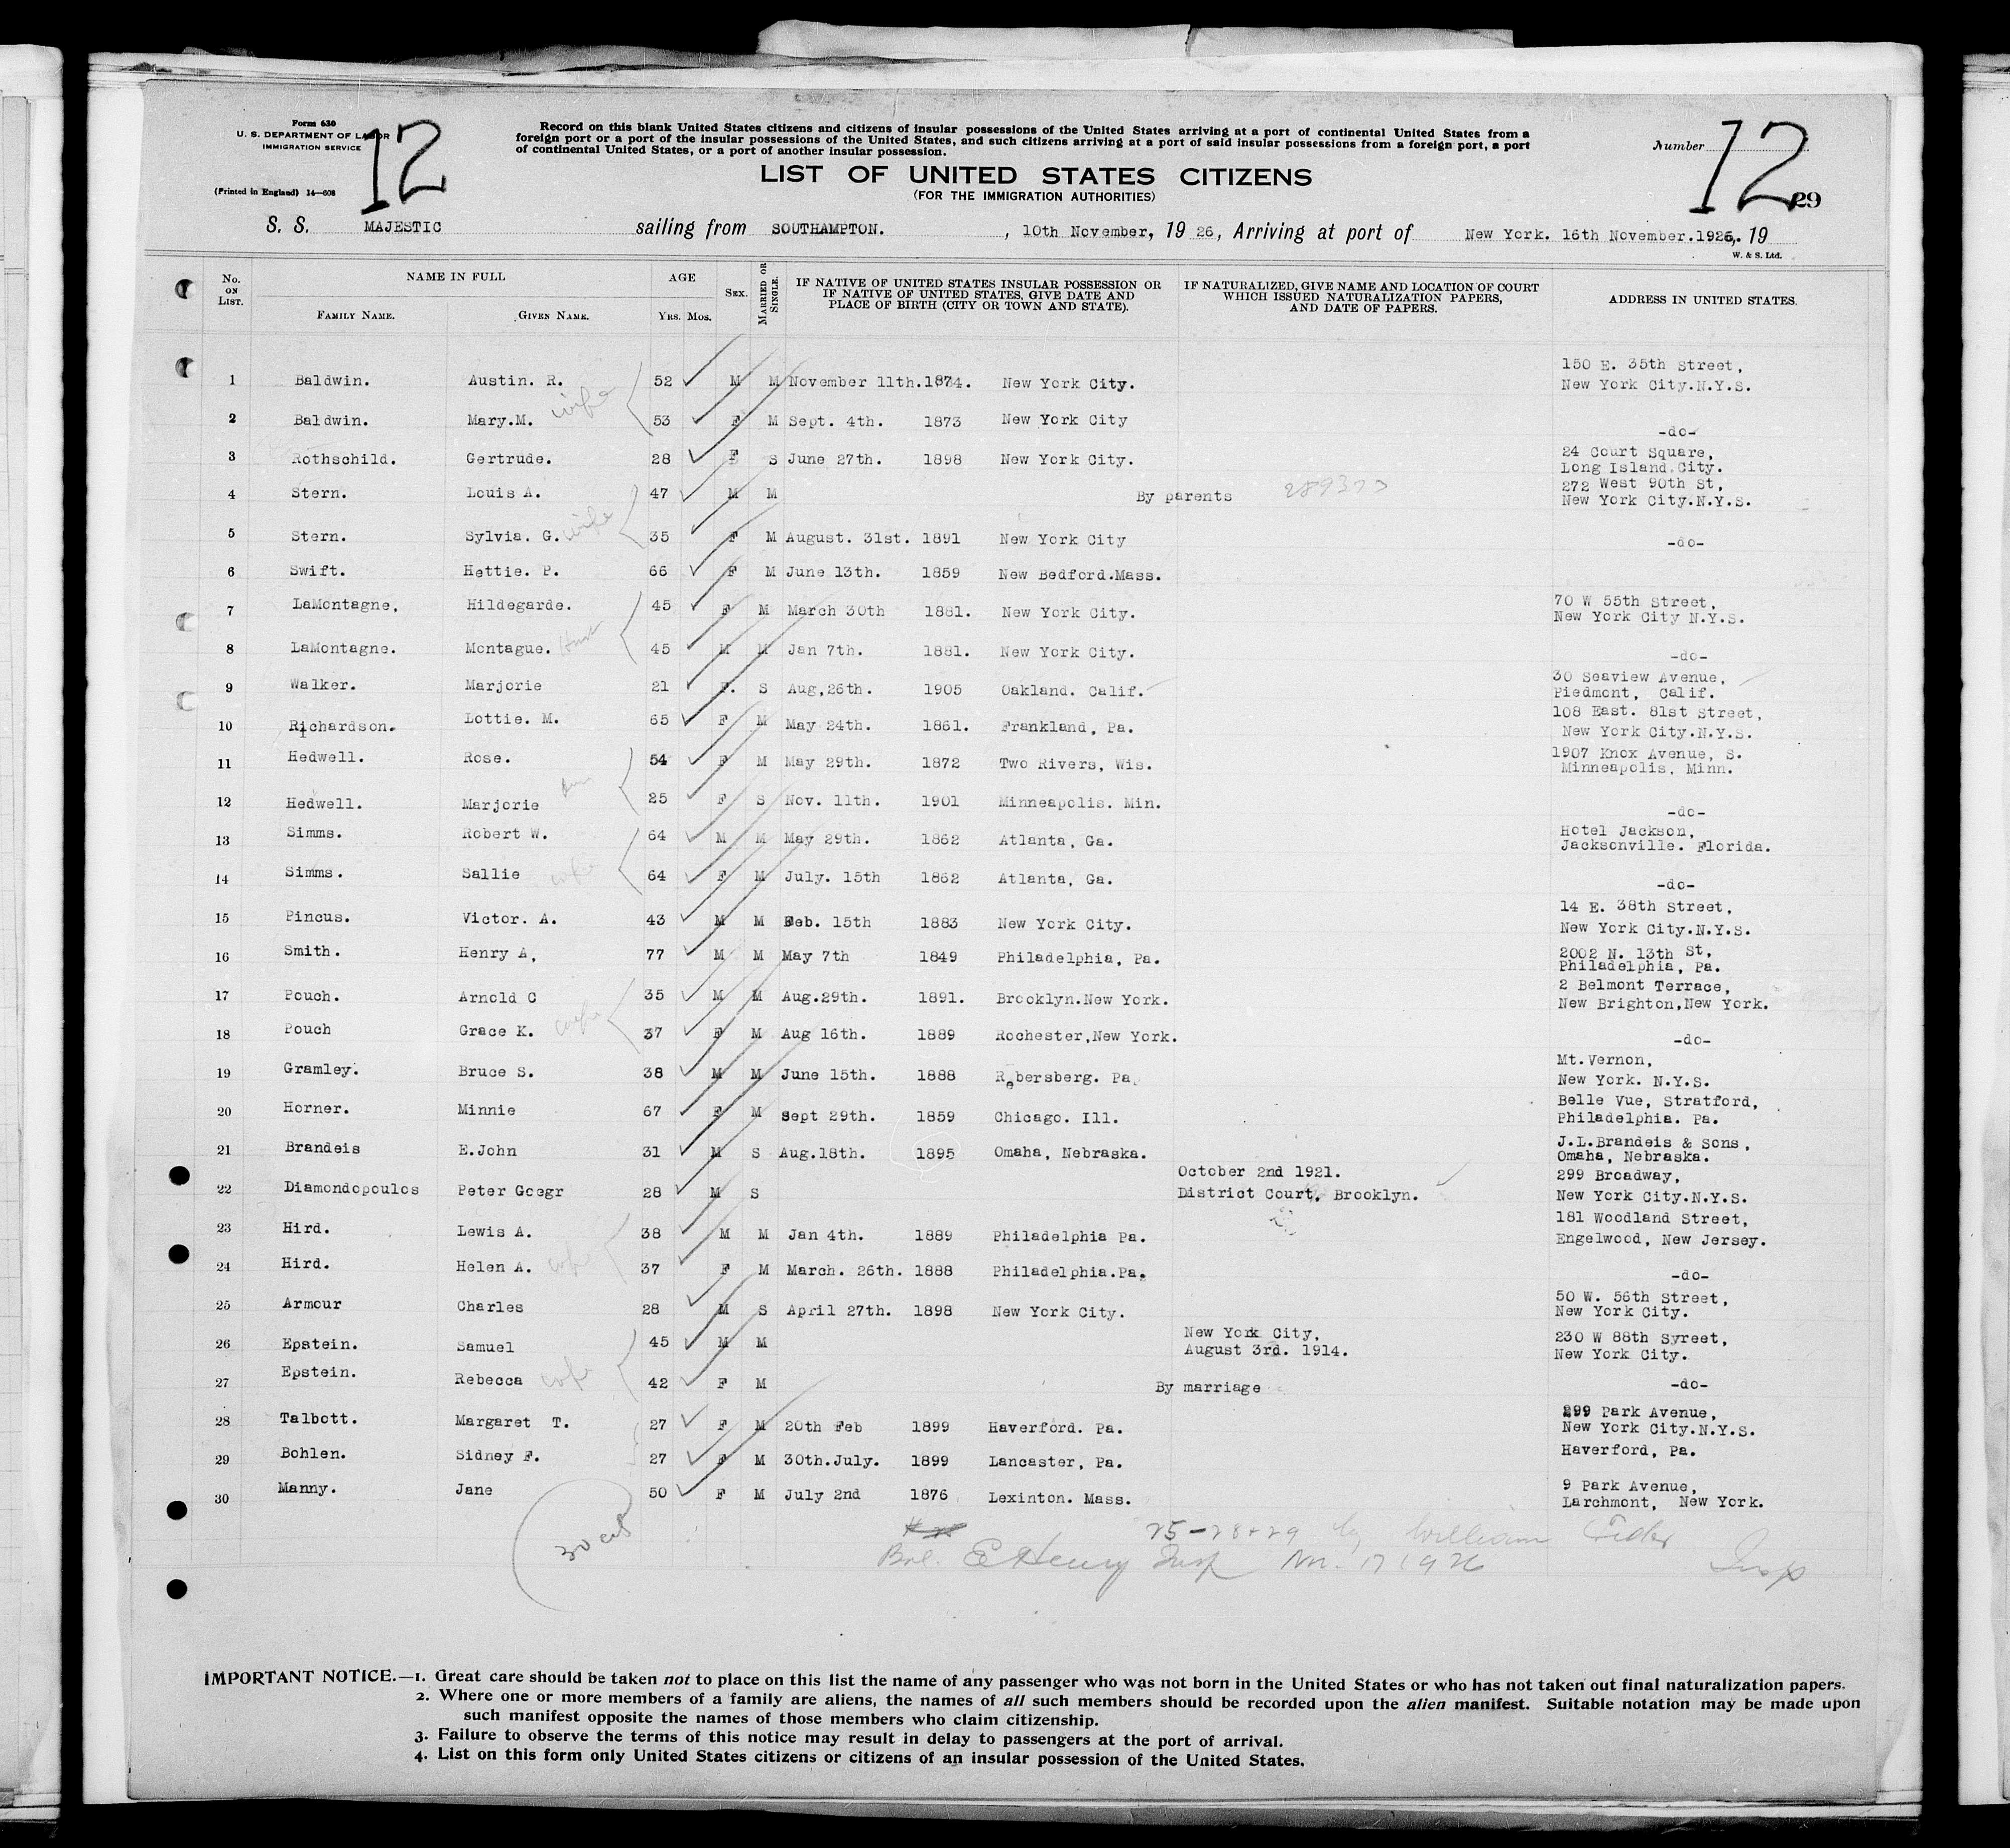 Form 630
U. S. DEPARTMENT OF LABOR
IMMIGRATION SERVICE
(Printed in England) 14—608
12
Record on this blank United States citizens and citizens of insular possessions of the United States arriving at a port of continental United States from a
foreign port or a port of the insular possessions of the United States, and such citizens arriving at a port of said insular possessions from a foreign port, a port
of continental United States, or a port of another insular possession.
LIST OF UNITED STATES CITIZENS
(FOR THE IMMIGRATION AUTHORITIES)
Number 12
29
S. S. MAJESTIC sailing from SOUTHAMPTON. , 10th November, 19 26, Arriving at port of New York. 16th November.1926. 19
W. & S. Ltd.
No. ON LIST. NAME IN FULL FAMILY NAME. GIVEN NAME. AGE YRS. MOS. SEX. MARRIED OR SINGLE. IF NATIVE OF UNITED STATES INSULAR POSSESSION OR IF NATIVE OF UNITED STATES, GIVE DATE AND PLACE OF BIRTH (CITY OR TOWN AND STATE). IF NATURALIZED, GIVE NAME AND LOCATION OF COURT WHICH ISSUED NATURALIZATION PAPERS, AND DATE OF PAPERS. ADDRESS IN UNITED STATES.
1 Baldwin. Austin. R. 52 M M November 11th.1874. New York City. 150 E. 35th Street, New York City.N.Y.S.
2 Baldwin. Mary.M. wife 53 F M Sept. 4th. 1873 New York City -do-
3 Rothschild. Gertrude. 28 F S June 27th. 1898 New York City. 24 Court Square, Long Island.City.
4 Stern. Louis A. 47 M M By parents 272 West 90th St, New York City.N.Y.S.
5 Stern. Sylvia. G. wife 35 F M August. 31st. 1891 New York City -do-
6 Swift. Hettie. P. 66 F M June 13th. 1859 New Bedford.Mass.
7 LaMontagne, Hildegarde. 45 F M March 30th 1881. New York City. 70 W 55th Street, New York City N.Y.S.
8 LaMontagne. Montague. 45 M M Jan 7th. 1881. New York City. -do-
9 Walker. Marjorie 21 F. S Aug,26th. 1905 Oakland. Calif. 30 Seaview Avenue, Piedmont, Calif.
10 Richardson. Lottie. M. 65 F M May 24th. 1861. Frankland, Pa. 108 East. 81st Street, New York City.N.Y.S.
11 Hedwell. Rose. 54 F M May 29th. 1872 Two Rivers, Wis. 1907 Knox Avenue, S. Minneapolis, Minn.
12 Hedwell. Marjorie 25 F S Nov. 11th. 1901 Minneapolis. Min. -do-
13 Simms. Robert W. 64 M M May 29th. 1862 Atlanta, Ga. Hotel Jackson, Jacksonville. Florida.
14 Simms. Sallie wife 64 F M July. 15th 1862 Atlanta, Ga. -do-
15 Pincus. Victor. A. 43 M M Feb. 15th 1883 New York City. 14 E. 38th Street, New York City.N.Y.S.
16 Smith. Henry A, 77 M M May 7th 1849 Philadelphia, Pa. 2002 N. 13th St, Philadelphia, Pa.
17 Pouch. Arnold C 35 M M Aug.29th. 1891. Brooklyn.New York. 2 Belmont Terrace, New Brighton,New York.
18 Pouch Grace K. wife 37 F M Aug 16th. 1889 Rochester,New York. -do-
19 Gramley. Bruce S. 38 M M June 15th. 1888 Rebersberg. Pa. Mt.Vernon, New York. N.Y.S.
20 Horner. Minnie 67 F M Sept 29th. 1859 Chicago. Ill. Belle Vue, Stratford, Philadelphia. Pa.
21 Brandeis E.John 31 M S Aug.18th. 1895 Omaha, Nebraska. J.L.Brandeis & Sons, Omaha, Nebraska.
22 Diamondopoulos Peter Goegr 28 M S October 2nd 1921. District Court, Brooklyn. 299 Broadway, New York City.N.Y.S.
23 Hird. Lewis A. 38 M M Jan 4th. 1889 Philadelphia Pa. 181 Woodland Street, Engelwood, New Jersey.
24 Hird. Helen A. wife 37 F M March. 26th. 1888 Philadelphia.Pa. -do-
25 Armour Charles 28 M S April 27th. 1898 New York City. 50 W. 56th Street, New York City.
26 Epstein. Samuel 45 M M New York City, August 3rd. 1914. 230 W 88th Syreet, New York City.
27 Epstein. Rebecca wife 42 F M By marriage -do-
28 Talbott. Margaret T. 27 F M 20th Feb 1899 Haverford. Pa. 299 Park Avenue, New York City.N.Y.S.
29 Bohlen. Sidney F. 27 F M 30th.July. 1899 Lancaster, Pa. Haverford, Pa.
30 Manny. Jane 50 F M July 2nd 1876 Lexinton. Mass. 9 Park Avenue, Larchmont, New York.
25-28+29 by William
E Henry Insp Nov. 17 1926 Insp
IMPORTANT NOTICE.—1. Great care should be taken not to place on this list the name of any passenger who was not born in the United States or who has not taken out final naturalization papers.
2. Where one or more members of a family are aliens, the names of all such members should be recorded upon the alien manifest. Suitable notation may be made upon
such manifest opposite the names of those members who claim citizenship.
3. Failure to observe the terms of this notice may result in delay to passengers at the port of arrival.
4. List on this form only United States citizens or citizens of an insular possession of the United States.